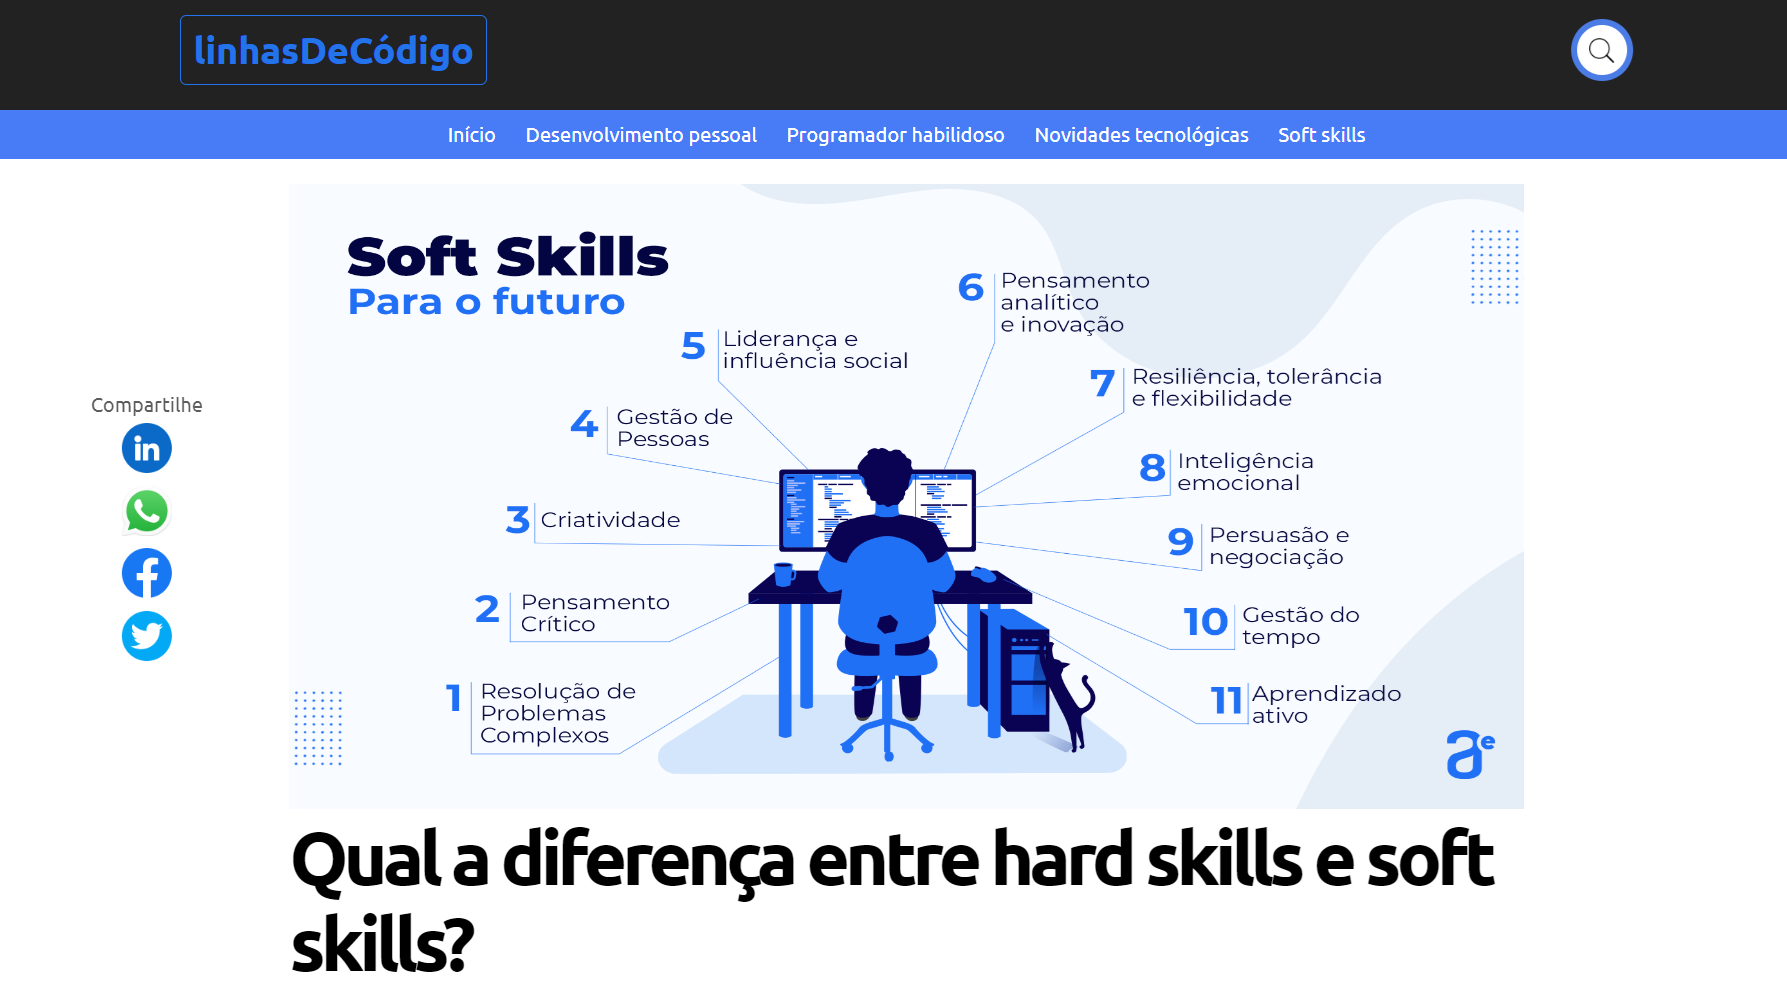 linhasDeCódigo
Início Desenvolvimento pessoal Programador habilidoso Novidades tecnológicas Soft skills
Compartilhe
in
Soft Skills
Para o futuro
1 Resolução de
Problemas
Complexos
2 Pensamento
Crítico
3 Criatividade
4 Gestão de
Pessoas
5 Liderança e
influência social
6 Pensamento
analítico
e inovação
7 Resiliência, tolerância
e flexibilidade
8 Inteligência
emocional
9 Persuasão e
negociação
10 Gestão do
tempo
11 Aprendizado
ativo
ae
Qual a diferença entre hard skills e soft
skills?